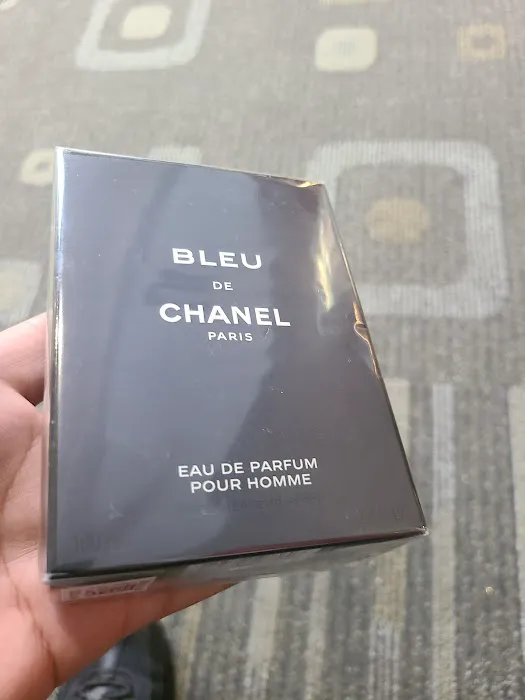 BLEU
DE
CHANEL
PARIS
EAU DE PARFUM
POUR HOMME